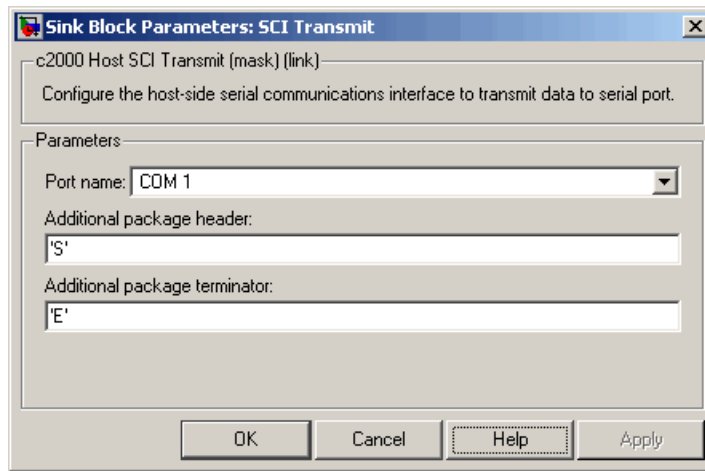 Sink Block Parameters: SCI Transmit
c2000 Host SCI Transmit (mask) (link)
Configure the host-side serial communications interface to transmit data to serial port.
Parameters
Port name: COM 1
Additional package header:
'S'
Additional package terminator:
'E'
OK Cancel Help Apply